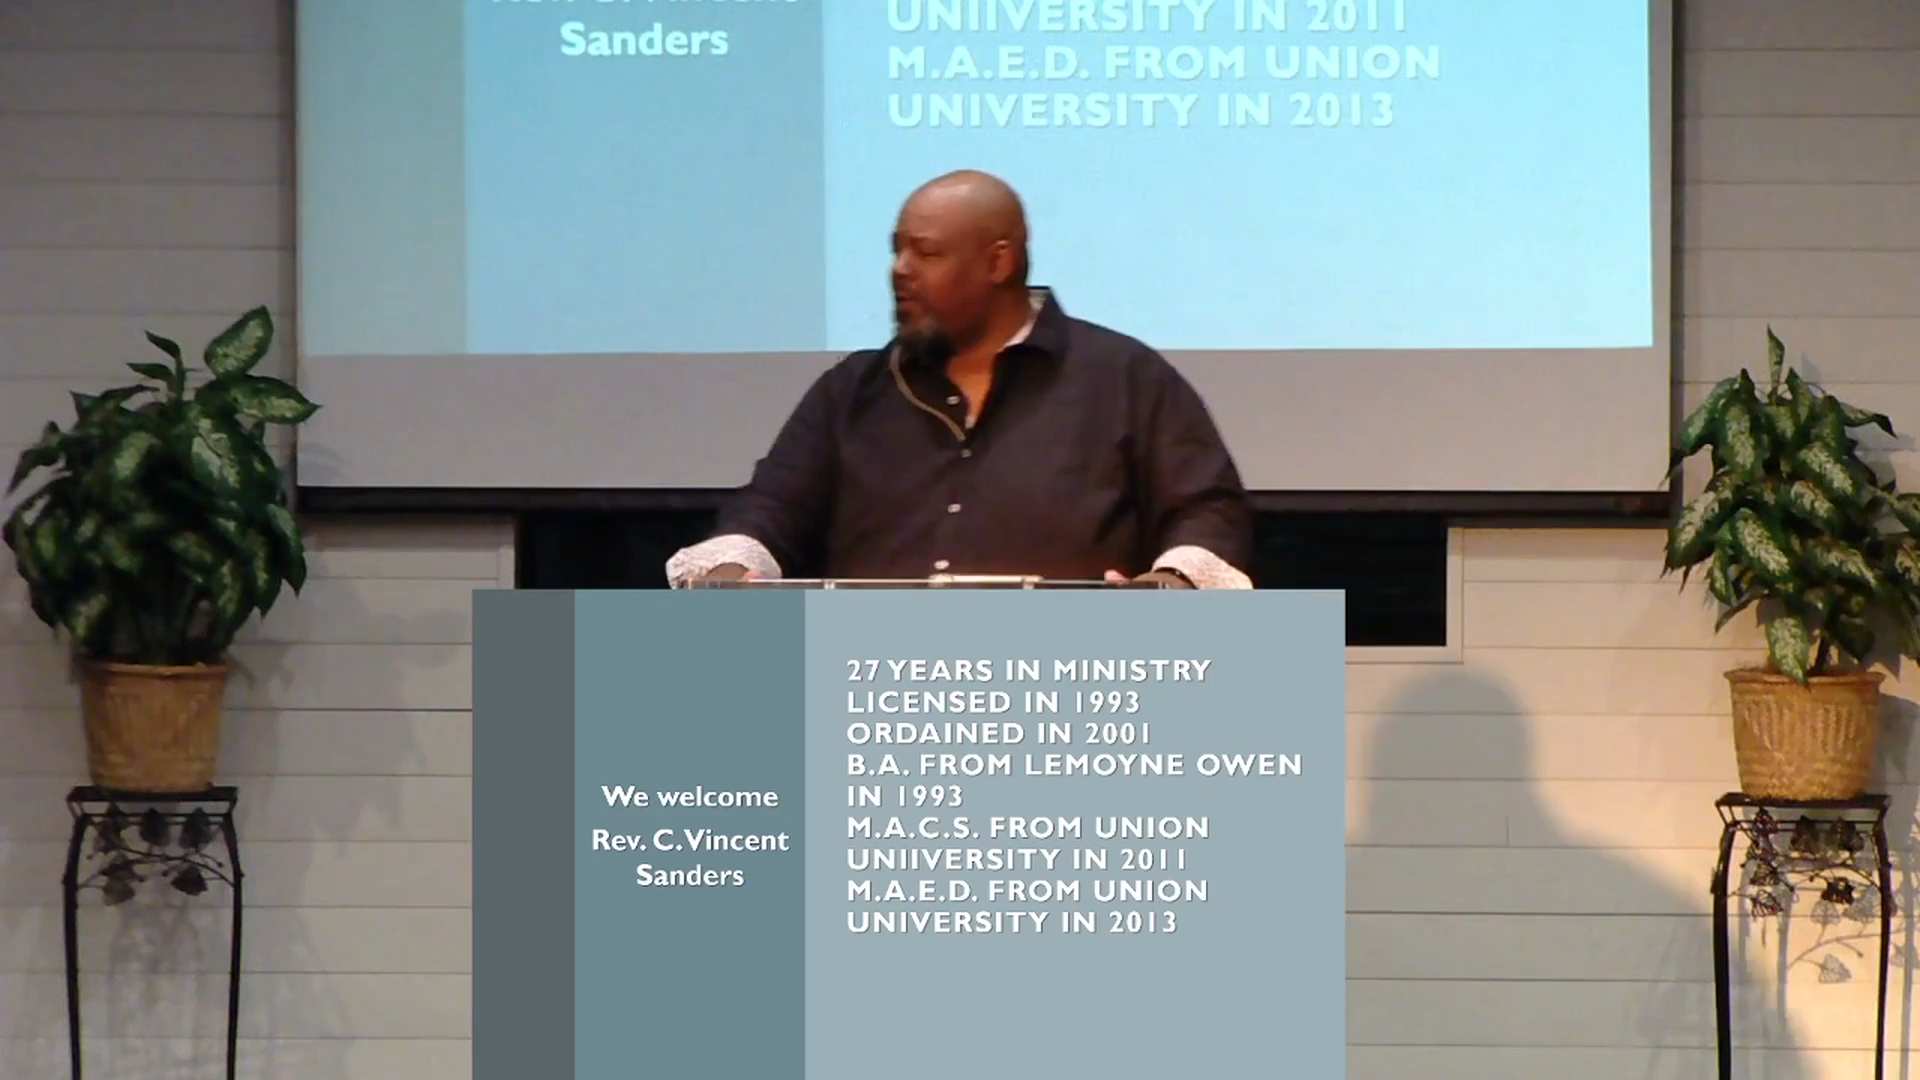 Sanders
UNIIVERSITY IN 2011
M.A.E.D. FROM UNION
UNIVERSITY IN 2013
We welcome
Rev. C. Vincent
Sanders
27 YEARS IN MINISTRY
LICENSED IN 1993
ORDAINED IN 2001
B.A. FROM LEMOYNE OWEN
IN 1993
M.A.C.S. FROM UNION
UNIIVERSITY IN 2011
M.A.E.D. FROM UNION
UNIVERSITY IN 2013